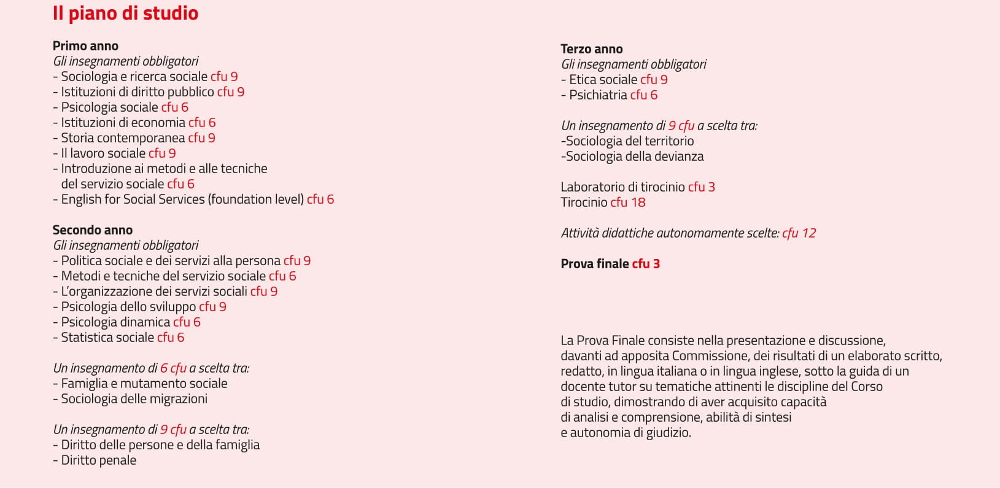 Il piano di studio
Primo anno
Gli insegnamenti obbligatori
- Sociologia e ricerca sociale cfu 9
- Istituzioni di diritto pubblico cfu 9
- Psicologia sociale cfu 6
- Istituzioni di economia cfu 6
- Storia contemporanea cfu 9
- Il lavoro sociale cfu 9
- Introduzione ai metodi e alle tecniche
del servizio sociale cfu 6
- English for Social Services (foundation level) cfu 6
Secondo anno
Gli insegnamenti obbligatori
- Politica sociale e dei servizi alla persona cfu 9
- Metodi e tecniche del servizio sociale cfu 6
- L'organizzazione dei servizi sociali cfu 9
- Psicologia dello sviluppo cfu 9
- Psicologia dinamica cfu 6
- Statistica sociale cfu 6
Un insegnamento di 6 cfu a scelta tra:
- Famiglia e mutamento sociale
- Sociologia delle migrazioni
Un insegnamento di 9 cfu a scelta tra:
- Diritto delle persone e della famiglia
- Diritto penale
Terzo anno
Gli insegnamenti obbligatori
- Etica sociale cfu 9
- Psichiatria cfu 6
Un insegnamento di 9 cfu a scelta tra:
-Sociologia del territorio
-Sociologia della devianza
Laboratorio di tirocinio cfu 3
Tirocinio cfu 18
Attività didattiche autonomamente scelte: cfu 12
Prova finale cfu 3
La Prova Finale consiste nella presentazione e discussione,
davanti ad apposita Commissione, dei risultati di un elaborato scritto,
redatto, in lingua italiana o in lingua inglese, sotto la guida di un
docente tutor su tematiche attinenti le discipline del Corso
di studio, dimostrando di aver acquisito capacità
di analisi e comprensione, abilità di sintesi
e autonomia di giudizio.